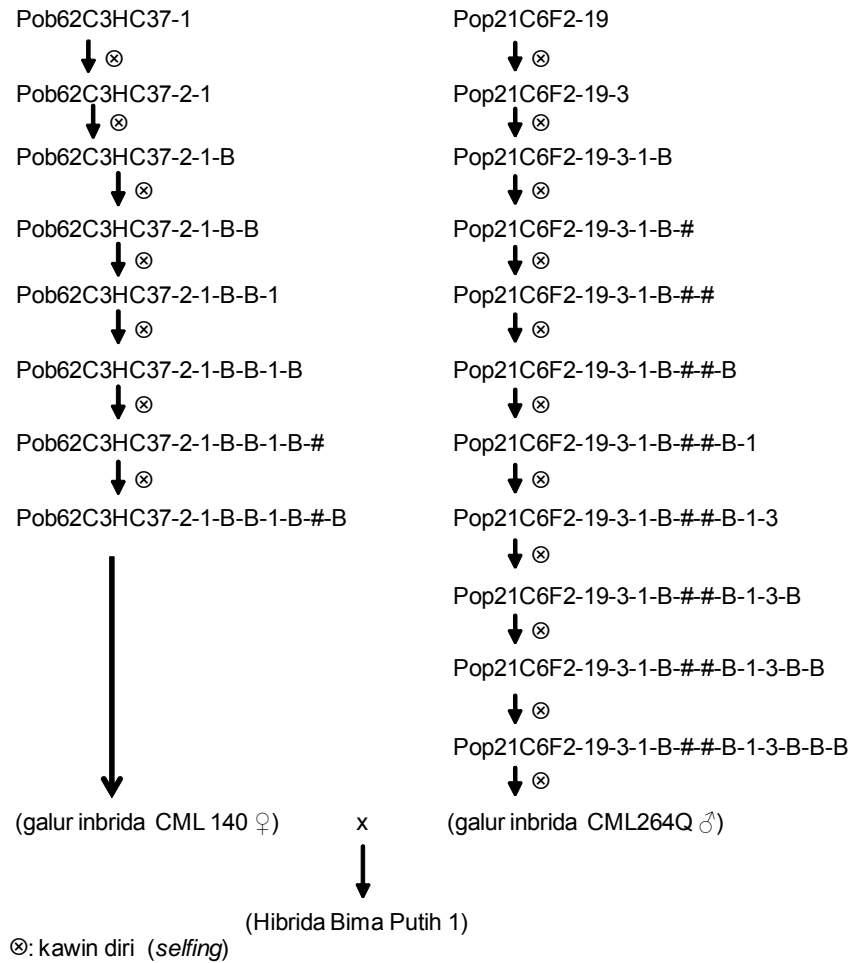 Pob62C3HC37-1
⊗
Pob62C3HC37-2-1
⊗
Pob62C3HC37-2-1-B
⊗
Pob62C3HC37-2-1-B-B
⊗
Pob62C3HC37-2-1-B-B-1
⊗
Pob62C3HC37-2-1-B-B-1-B
⊗
Pob62C3HC37-2-1-B-B-1-B-#
⊗
Pob62C3HC37-2-1-B-B-1-B-#-B
(galur inbrida CML 140 ♀)
Pop21C6F2-19
⊗
Pop21C6F2-19-3
⊗
Pop21C6F2-19-3-1-B
⊗
Pop21C6F2-19-3-1-B-#
⊗
Pop21C6F2-19-3-1-B-#-#
⊗
Pop21C6F2-19-3-1-B-#-#-B
⊗
Pop21C6F2-19-3-1-B-#-#-B-1
⊗
Pop21C6F2-19-3-1-B-#-#-B-1-3
⊗
Pop21C6F2-19-3-1-B-#-#-B-1-3-B
⊗
Pop21C6F2-19-3-1-B-#-#-B-1-3-B-B
⊗
Pop21C6F2-19-3-1-B-#-#-B-1-3-B-B-B
⊗
x
(galur inbrida CML264Q ♂)
(Hibrida Bima Putih 1)
⊗: kawin diri (selfing)